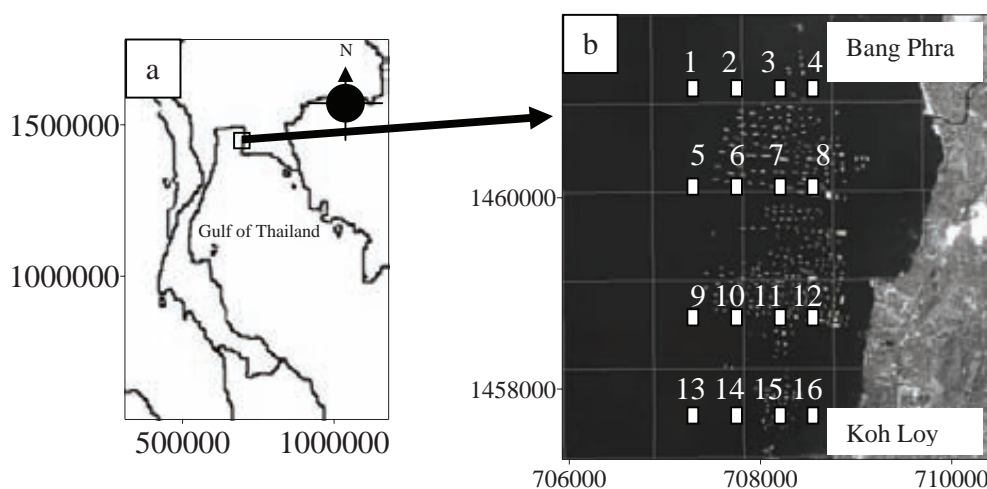 a
N
1500000
1000000
500000 1000000
Gulf of Thailand
b
Bang Phra
1 2 3 4
5 6 7 8
1460000
9 10 11 12
1458000
13 14 15 16
Koh Loy
706000 708000 710000